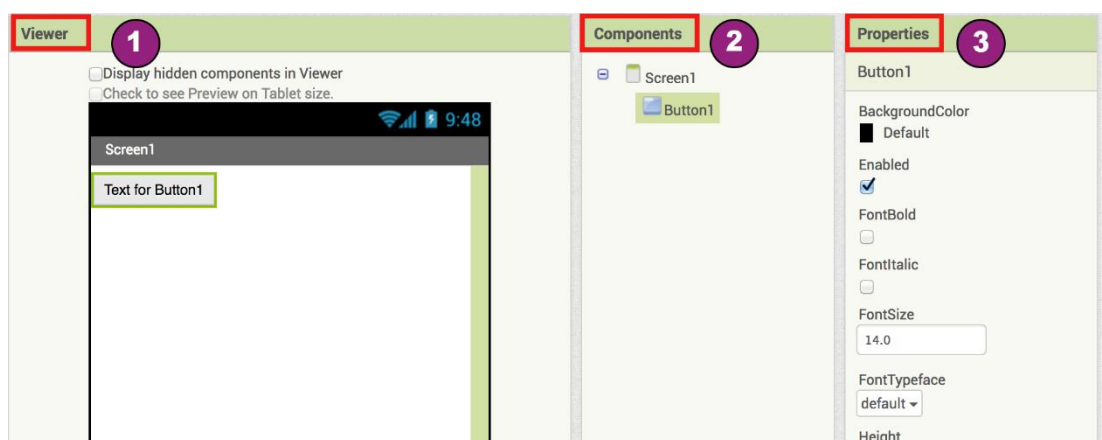 Viewer
1
Display hidden components in Viewer
Check to see Preview on Tablet size.
9:48
Screen1
Text for Button1
Components
2
Screen1
Button1
Properties
3
Button1
BackgroundColor
Default
Enabled
FontBold
FontItalic
FontSize
14.0
FontTypeface
default
Height